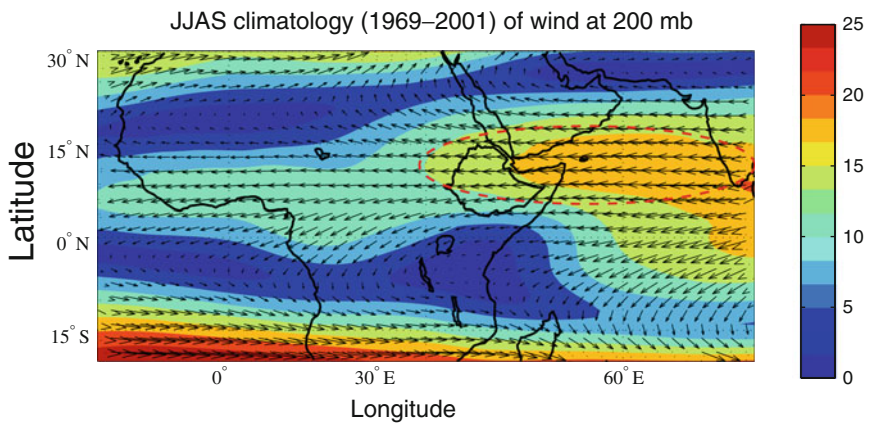 JJAS climatology (1969–2001) of wind at 200 mb
30° N
15° N
0° N
15° S
Latitude
0°
30° E
60° E
Longitude
25
20
15
10
5
0